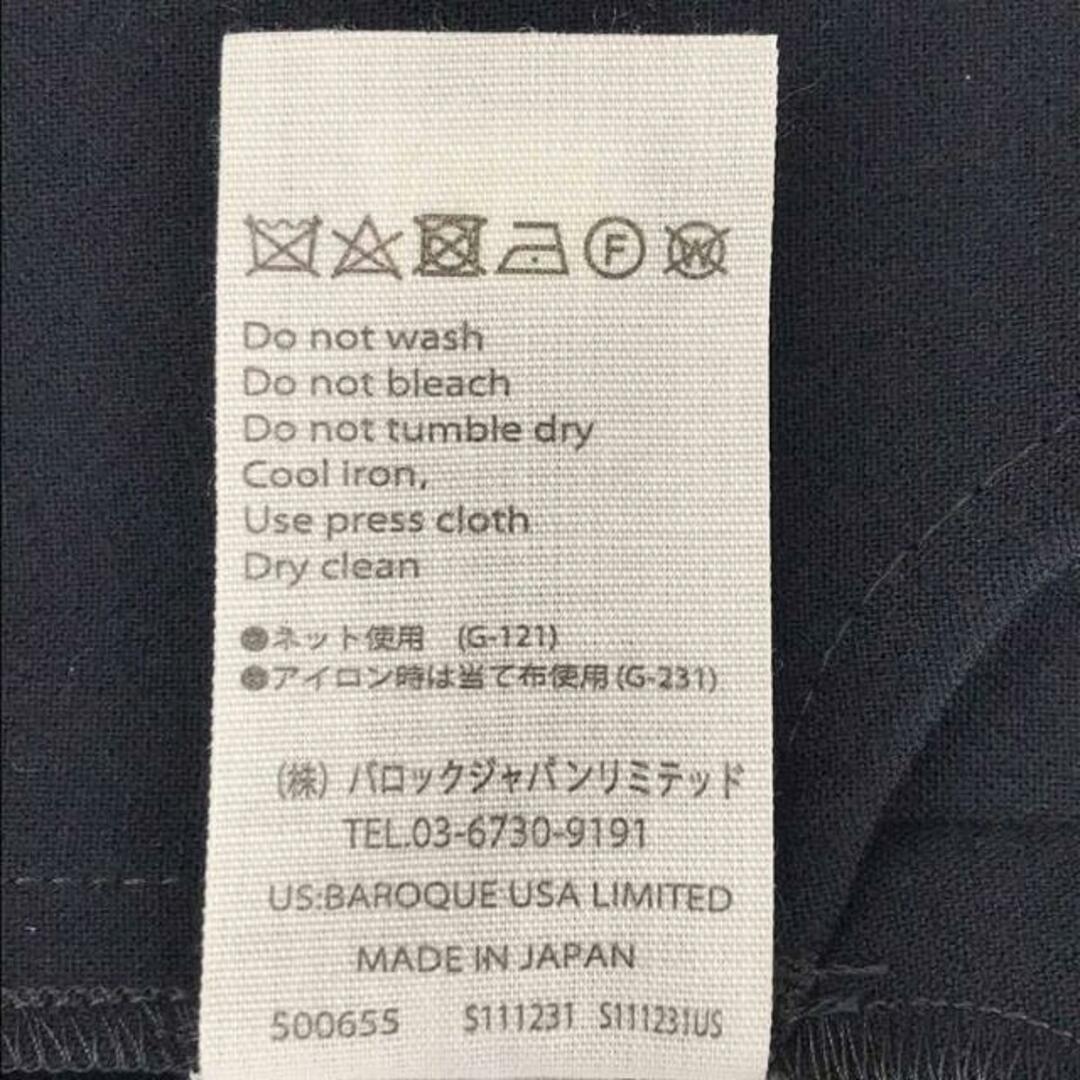 F W
Do not wash
Do not bleach
Do not tumble dry
Cool iron,
Use press cloth
Dry clean
●ネット使用 (G-121)
●アイロン時は当て布使用(G-231)
(株) バロックジャパンリミテッド
TEL.03-6730-9191
US:BAROQUE USA LIMITED
MADE IN JAPAN
500655 S111231 S111231US